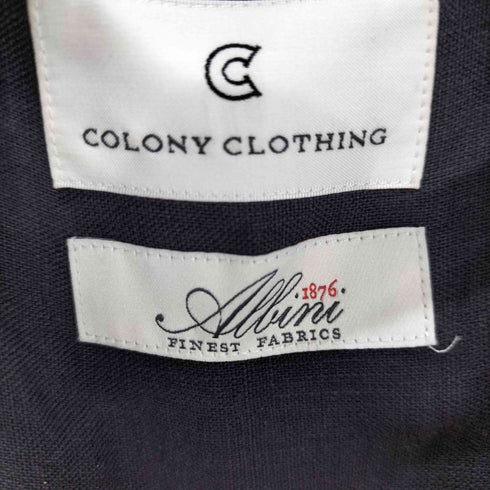 C
COLONY CLOTHING
1876
Albini
FINEST FABRICS